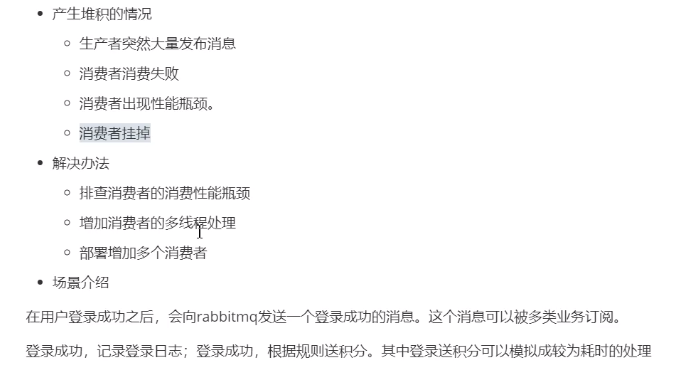 产生堆积的情况
生产者突然大量发布消息
消费者消费失败
消费者出现性能瓶颈。
消费者挂掉
解决办法
排查消费者的消费性能瓶颈
增加消费者的多线程处理
部署增加多个消费者
场景介绍
在用户登录成功之后，会向rabbitmq发送一个登录成功的消息。这个消息可以被多类业务订阅。
登录成功，记录登录日志；登录成功，根据规则送积分。其中登录送积分可以模拟成较为耗时的处理